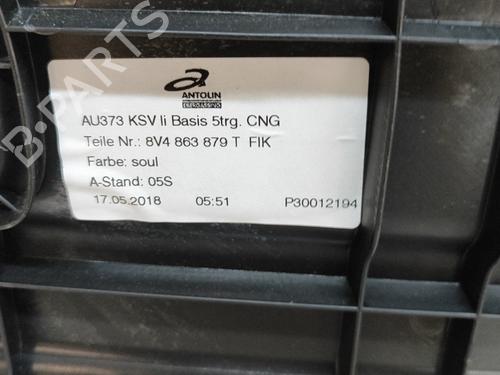 B-PARTS
ANTOLIN
AU373 KSV li Basis 5trg. CNG
Teile Nr.: 8V4 863 879 T FIK
Farbe: soul
A-Stand: 05S
17.05.2018 05:51 P30012194